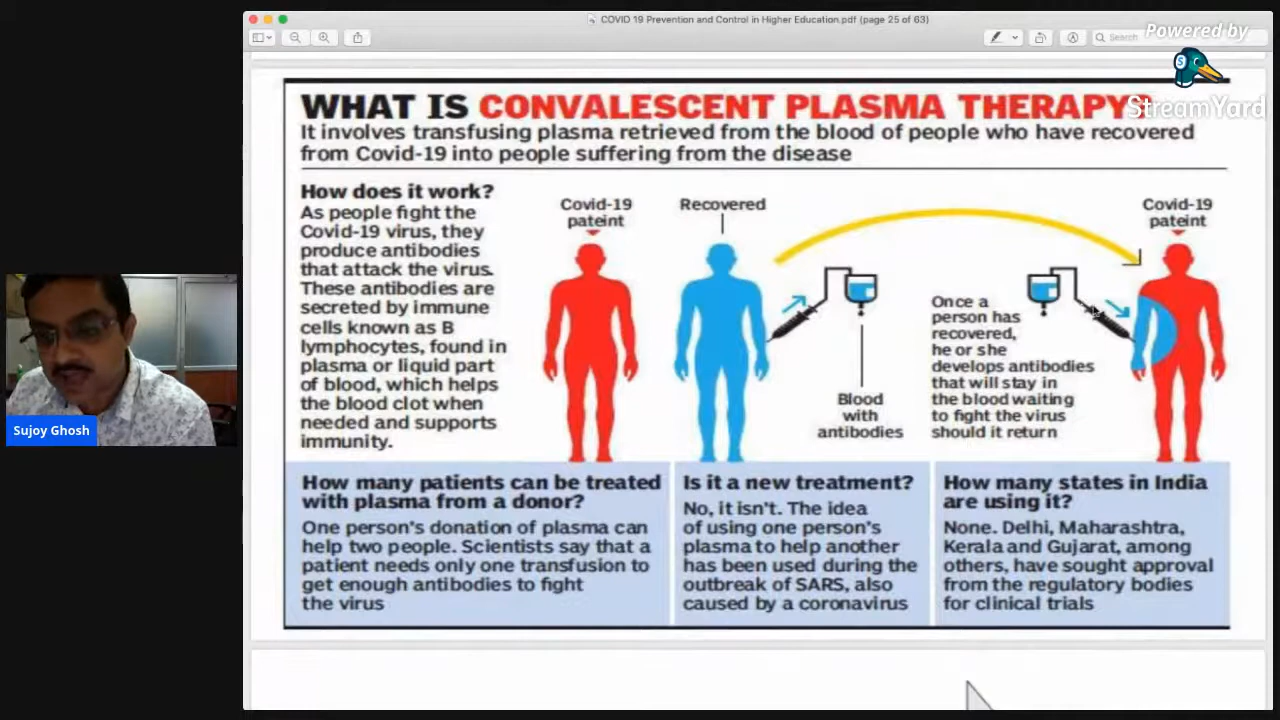 COVID 19 Prevention and Control in Higher Education.pdf (page 25 of 63)
Search
Powered by
S
StreamYard
WHAT IS CONVALESCENT PLASMA THERAPY
It involves transfusing plasma retrieved from the blood of people who have recovered
from Covid-19 into people suffering from the disease
How does it work?
As people fight the
Covid-19 virus, they
produce antibodies
that attack the virus.
These antibodies are
secreted by immune
cells known as B
lymphocytes, found in
plasma or liquid part
of blood, which helps
the blood clot when
needed and supports
immunity.
Covid-19
pateint
Recovered
Blood
with
antibodies
Once a
person has
recovered,
he or she
develops antibodies
that will stay in
the blood waiting
to fight the virus
should it return
Covid-19
pateint
How many patients can be treated
with plasma from a donor?
One person's donation of plasma can
help two people. Scientists say that a
patient needs only one transfusion to
get enough antibodies to fight
the virus
Is it a new treatment?
No, it isn't. The idea
of using one person's
plasma to help another
has been used during the
outbreak of SARS, also
caused by a coronavirus
How many states in India
are using it?
None. Delhi, Maharashtra,
Kerala and Gujarat, among
others, have sought approval
from the regulatory bodies
for clinical trials
Sujoy Ghosh